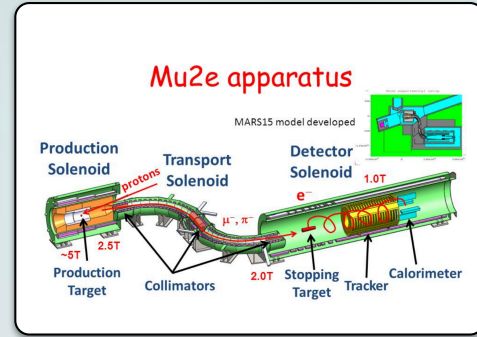 Mu2e apparatus
MARS15 model developed
Production
Solenoid
Transport
Solenoid
Detector
Solenoid
protons
e⁻
1.0T
μ⁻, π⁻
~5T
2.5T
2.0T
Production
Target
Collimators
Stopping
Target
Tracker
Calorimeter